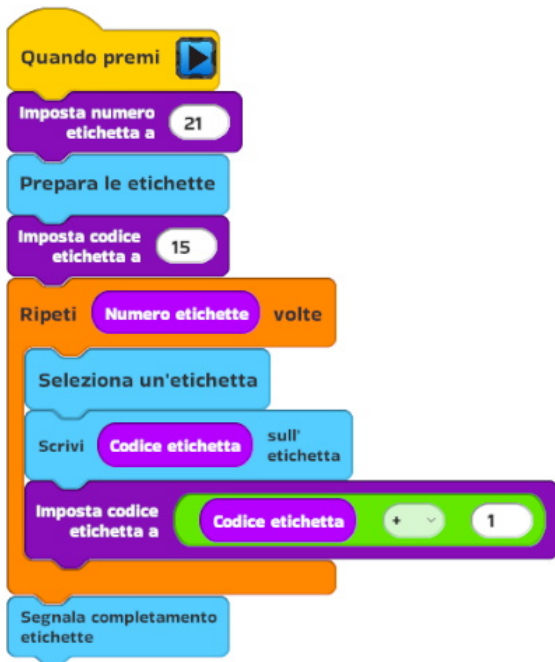 Quando premi
Imposta numero
etichetta a 21
Prepara le etichette
Imposta codice
etichetta a 15
Ripeti Numero etichette volte
Seleziona un'etichetta
Scrivi Codice etichetta sull'
etichetta
Imposta codice
etichetta a Codice etichetta + 1
Segnala completamento
etichette